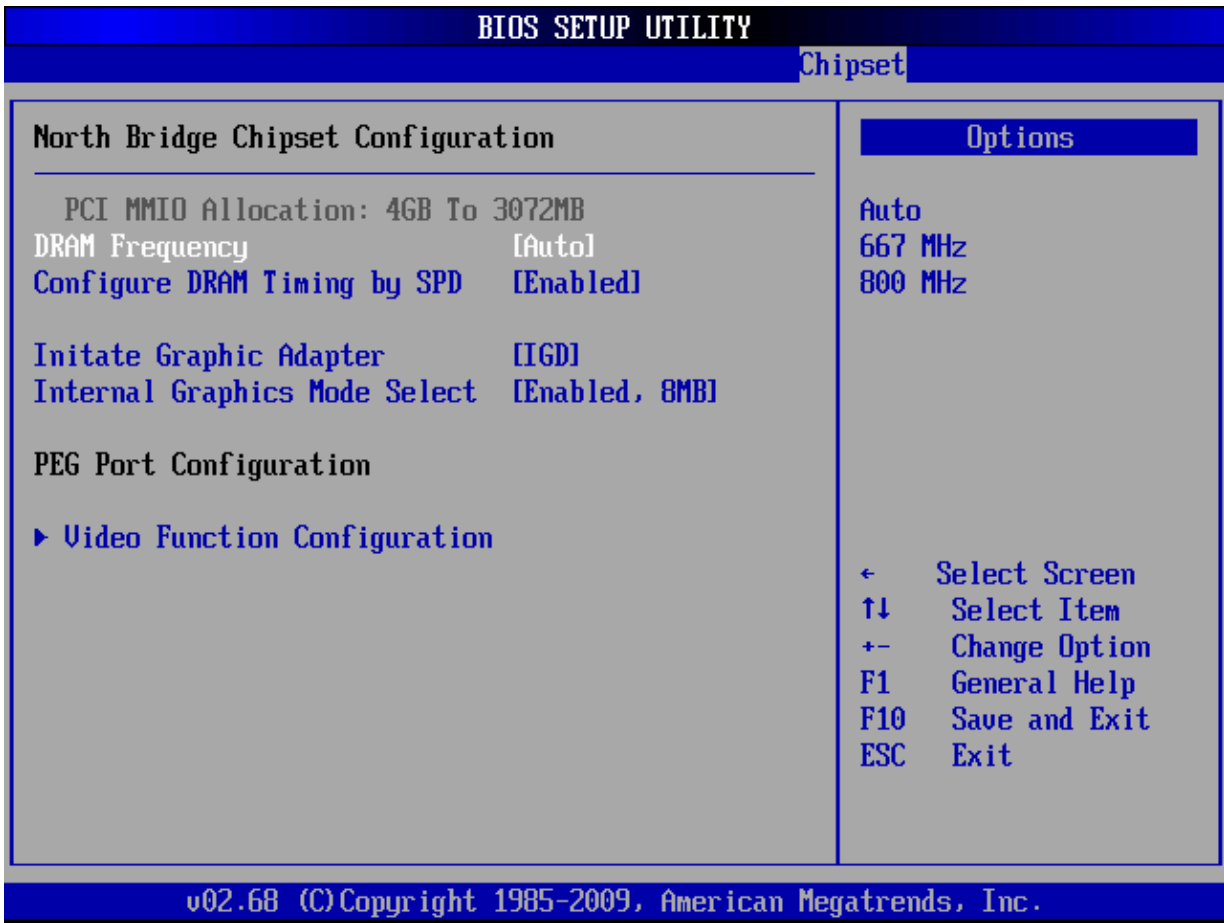 BIOS SETUP UTILITY
Chipset
North Bridge Chipset Configuration
PCI MMIO Allocation: 4GB To 3072MB
DRAM Frequency [Auto]
Configure DRAM Timing by SPD [Enabled]
Initate Graphic Adapter [IGD]
Internal Graphics Mode Select [Enabled, 8MB]
PEG Port Configuration
▶ Video Function Configuration
Options
Auto
667 MHz
800 MHz
← Select Screen
↑↓ Select Item
+- Change Option
F1 General Help
F10 Save and Exit
ESC Exit
v02.68 (C)Copyright 1985-2009, American Megatrends, Inc.